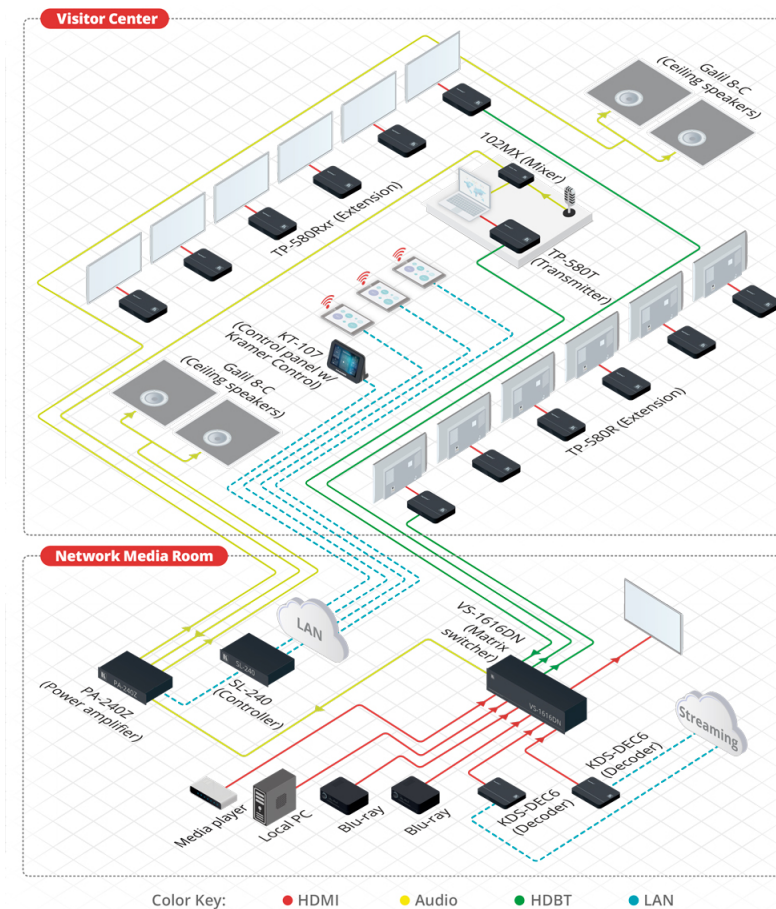 Visitor Center
Galil 8-C
(Ceiling speakers)
102MX (Mixer)
TP-580Rxr (Extension)
TP-580T
(Transmitter)
KT-107
(Control panel w/
Kramer Control)
Galil 8-C
(Ceiling speakers)
TP-580R (Extension)
Network Media Room
LAN
VS-1616DN
(Matrix
switcher)
SL-240
SL-240
(Controller)
PA-240Z
PA-240Z
(Power amplifier)
VS-1616DN
Streaming
KDS-DEC6
(Decoder)
KDS-DEC6
(Decoder)
Media player
Local PC
Blu-ray
Blu-ray
Color Key:
HDMI
Audio
HDBT
LAN